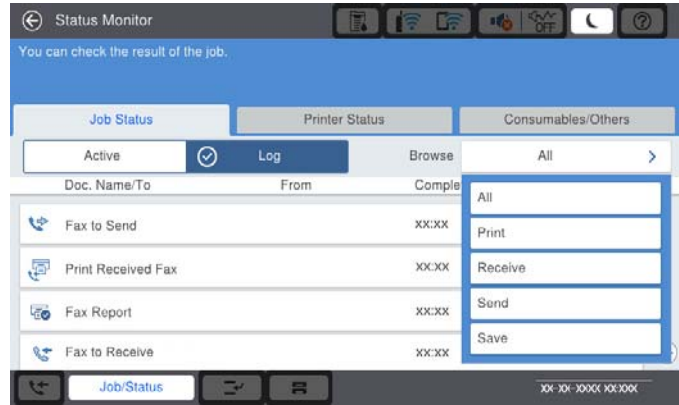 Status Monitor
OFF
You can check the result of the job.
Job Status
Printer Status
Consumables/Others
Active
Log
Browse
All
Doc. Name/To
From
Comple
All
Fax to Send
XX:XX
Print
Print Received Fax
XX:XX
Receive
Fax Report
XX:XX
Send
Fax to Receive
XX:XX
Save
Job/Status
XX-XX-XXXX XX:XXX